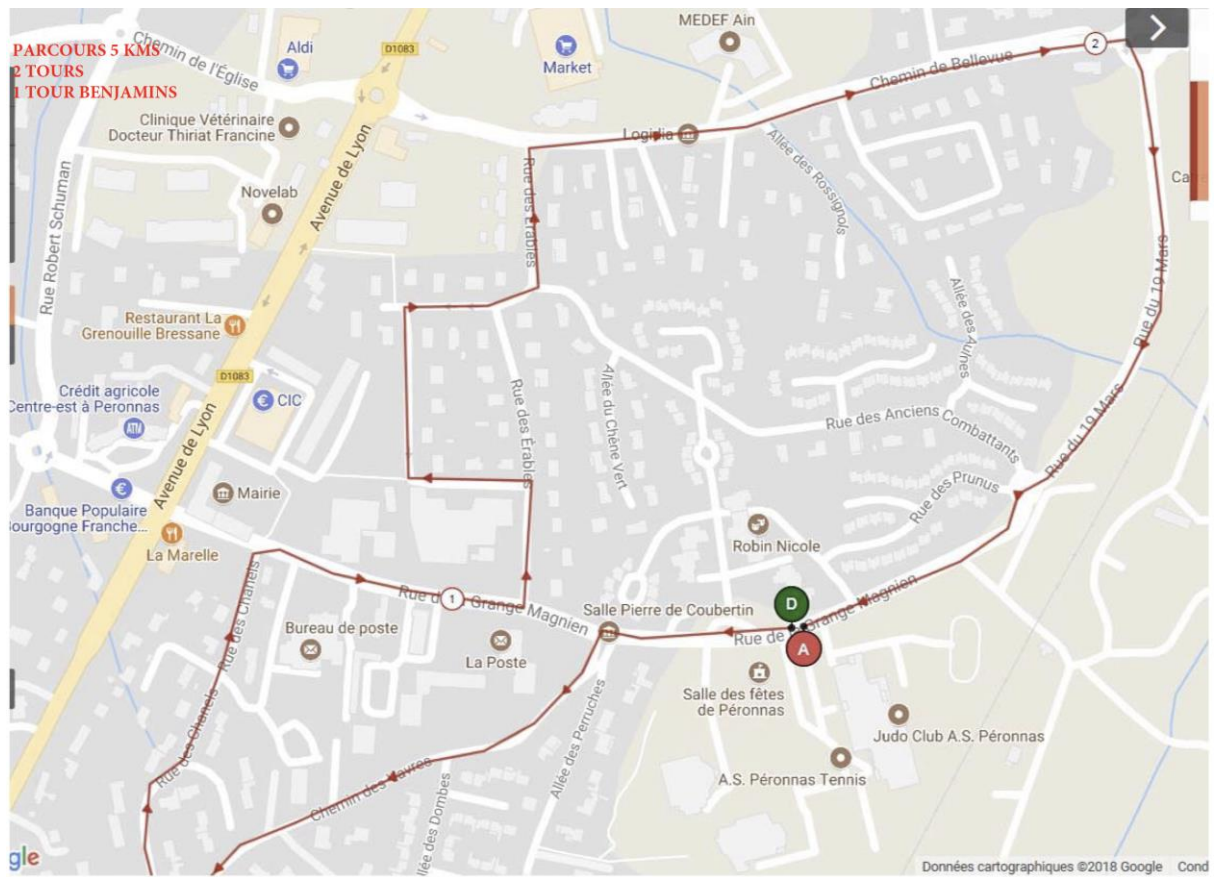 PARCOURS 5 KMS
2 TOURS
1 TOUR BENJAMINS
MEDEF Ain
Aldi
D1083
Market
2
Chemin de l'Église
Chemin de Bellevue
Clinique Vétérinaire
Docteur Thiriat Francine
Logidia
Allée des Rossignols
Rue des Érables
Novelab
Avenue de Lyon
Rue Robert Schuman
Rue du 19 Mars
Allée des Aulnes
Restaurant La
Grenouille Bressane
D1083
Crédit agricole
Centre-est à Peronnas
ATM
CIC
Rue des Érables
Allée du Chêne Vert
Rue des Anciens Combattants
Rue du 19 Mars
Avenue de Lyon
Mairie
Rue des Prunus
Banque Populaire
Bourgogne Franche...
La Marelle
Robin Nicole
Rue des Chanels
1
Grange Magnien
Salle Pierre de Coubertin
D
Rue de
Grange Magnien
A
Bureau de poste
La Poste
Salle des fêtes
de Péronnas
Rue des Chanels
Allée des Perruches
Judo Club A.S. Péronnas
A.S. Péronnas Tennis
Chemin des
Allée des Dombes
gle
Données cartographiques ©2018 Google
Cond